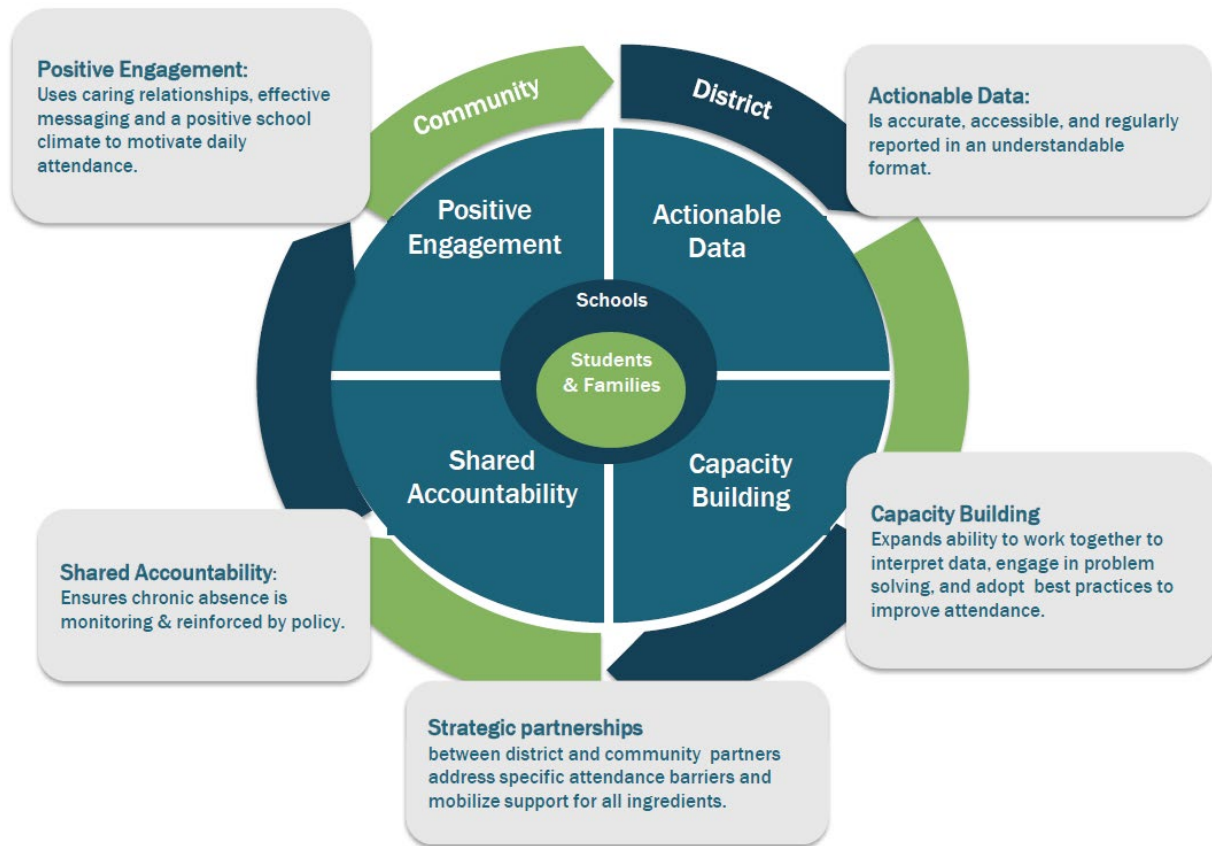 Positive Engagement:
Uses caring relationships, effective
messaging and a positive school
climate to motivate daily
attendance.
Community
District
Actionable Data:
Is accurate, accessible, and regularly
reported in an understandable
format.
Positive
Engagement
Actionable
Data
Schools
Students
& Families
Shared
Accountability
Capacity
Building
Shared Accountability:
Ensures chronic absence is
monitoring & reinforced by policy.
Capacity Building
Expands ability to work together to
interpret data, engage in problem
solving, and adopt best practices to
improve attendance.
Strategic partnerships
between district and community partners
address specific attendance barriers and
mobilize support for all ingredients.